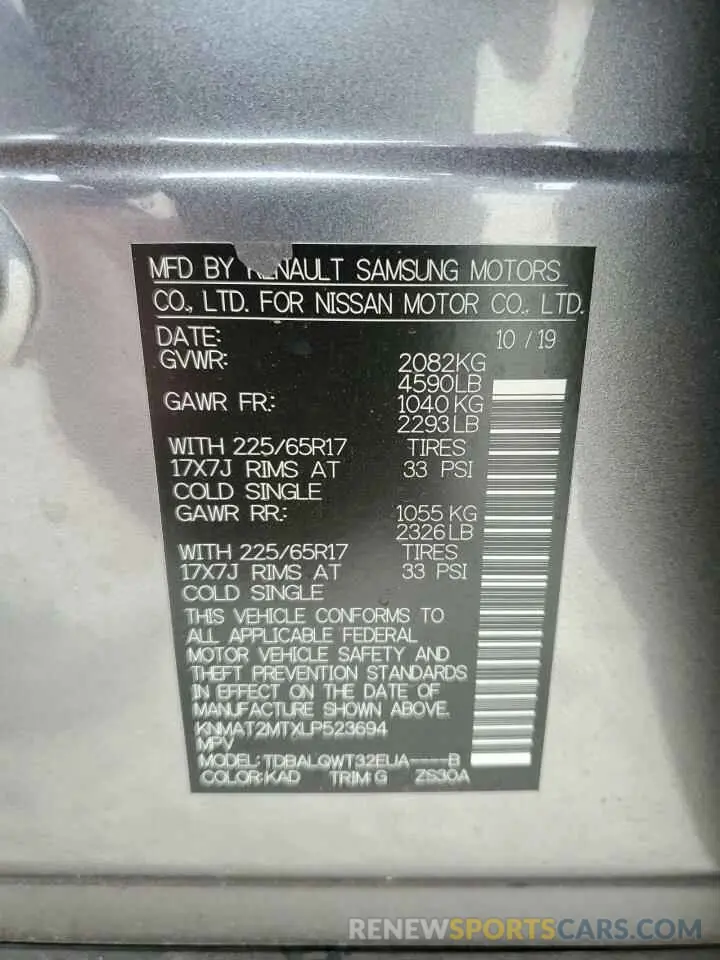 MFD BY RENAULT SAMSUNG MOTORS
CO., LTD. FOR NISSAN MOTOR CO., LTD.
DATE: 10 / 19
GVWR: 2082KG
4590LB
GAWR FR.: 1040 KG
2293 LB
WITH 225/65R17 TIRES
17X7J RIMS AT 33 PSI
COLD SINGLE
GAWR RR.: 1055 KG
2326 LB
WITH 225/65R17 TIRES
17X7J RIMS AT 33 PSI
COLD SINGLE
THIS VEHICLE CONFORMS TO
ALL APPLICABLE FEDERAL
MOTOR VEHICLE SAFETY AND
THEFT PREVENTION STANDARDS
IN EFFECT ON THE DATE OF
MANUFACTURE SHOWN ABOVE.
KNMAT2MTXLP523694
MPV
MODEL: TDBALQWT32EUA----B
COLOR: KAD TRIM: G ZS30A
RENEWSPORTSCARS.COM